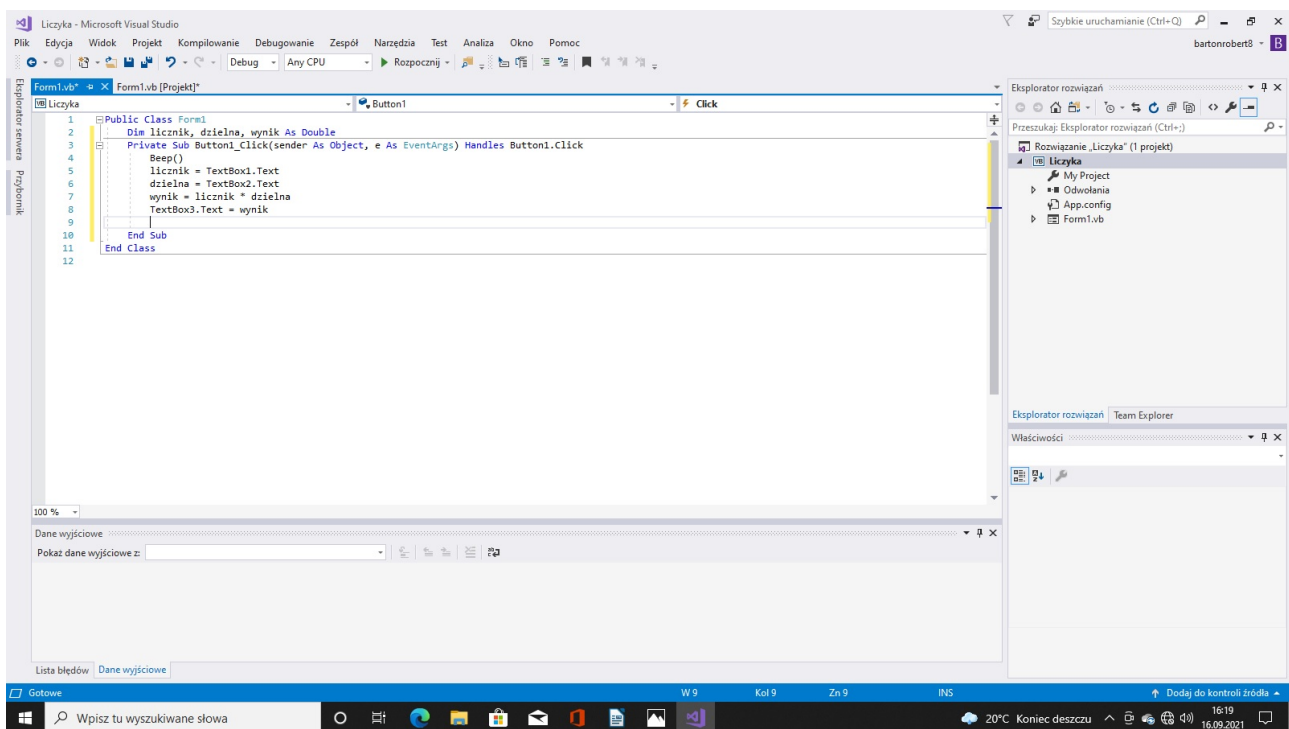 Liczyka - Microsoft Visual Studio
Szybkie uruchamianie (Ctrl+Q)
Plik Edycja Widok Projekt Kompilowanie Debugowanie Zespół Narzędzia Test Analiza Okno Pomoc
bartonrobert8 B
Debug Any CPU Rozpocznij
Eksplorator serwera
Przybornik
Form1.vb* Form1.vb [Projekt]*
VB Liczyka Button1 Click
1 Public Class Form1
2 Dim licznik, dzielna, wynik As Double
3 Private Sub Button1_Click(sender As Object, e As EventArgs) Handles Button1.Click
4 Beep()
5 licznik = TextBox1.Text
6 dzielna = TextBox2.Text
7 wynik = licznik * dzielna
8 TextBox3.Text = wynik
9
10 End Sub
11 End Class
12
100 %
Eksplorator rozwiązań
Przeszukaj: Eksplorator rozwiązań (Ctrl+;)
Rozwiązanie „Liczyka" (1 projekt)
VB Liczyka
My Project
Odwołania
App.config
Form1.vb
Eksplorator rozwiązań Team Explorer
Właściwości
Dane wyjściowe
Pokaż dane wyjściowe z:
Lista błędów Dane wyjściowe
Gotowe W 9 Kol 9 Zn 9 INS Dodaj do kontroli źródła
Wpisz tu wyszukiwane słowa
20°C Koniec deszczu
16:19
16.09.2021